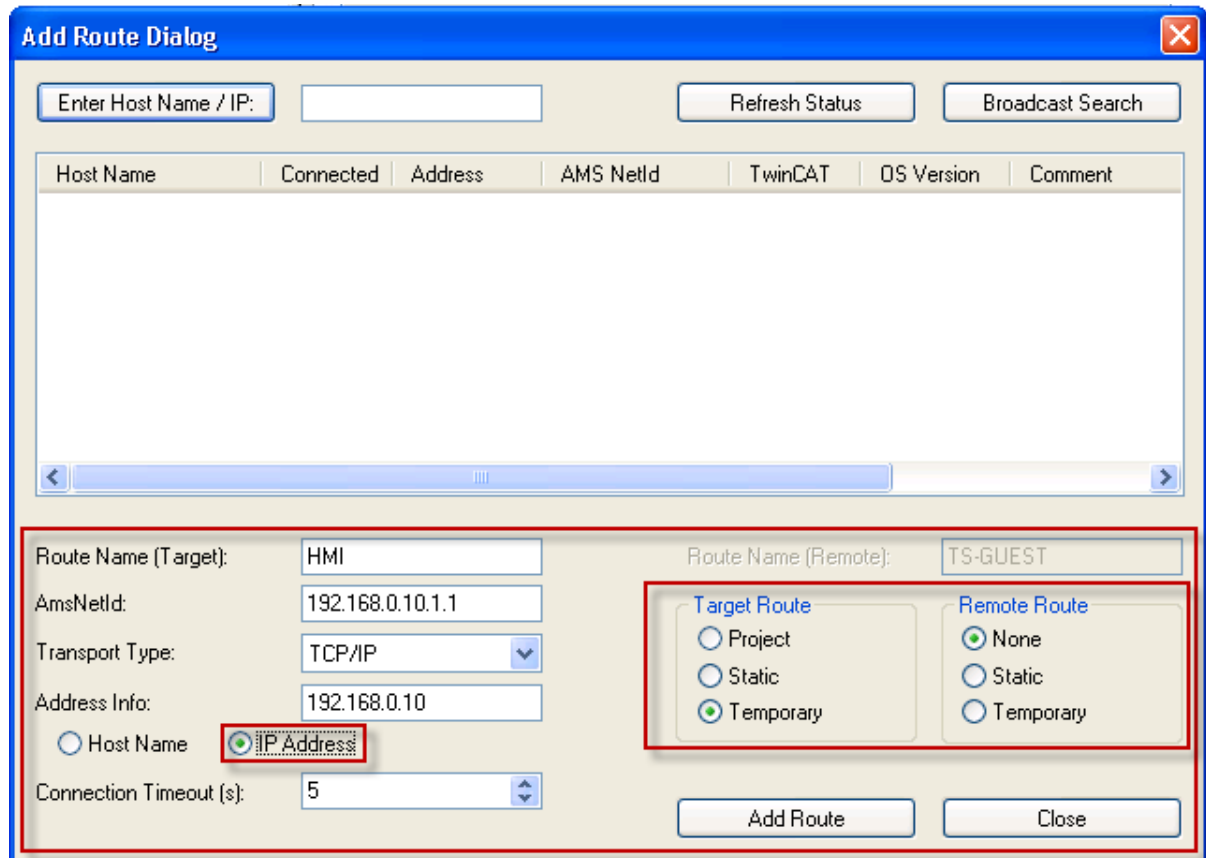 Add Route Dialog
Enter Host Name / IP: Refresh Status Broadcast Search
Host Name Connected Address AMS NetId TwinCAT OS Version Comment
Route Name (Target): HMI Route Name (Remote): TS-GUEST
AmsNetId: 192.168.0.10.1.1 Target Route Remote Route
Project None
Transport Type: TCP/IP
Static Static
Address Info: 192.168.0.10 Temporary Temporary
Host Name IP Address
Connection Timeout (s): 5
Add Route Close